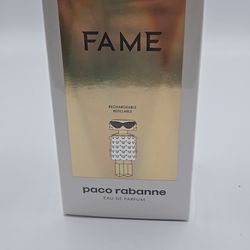 FAME
RECHARGEABLE
REFILLABLE
paco rabanne
EAU DE PARFUM